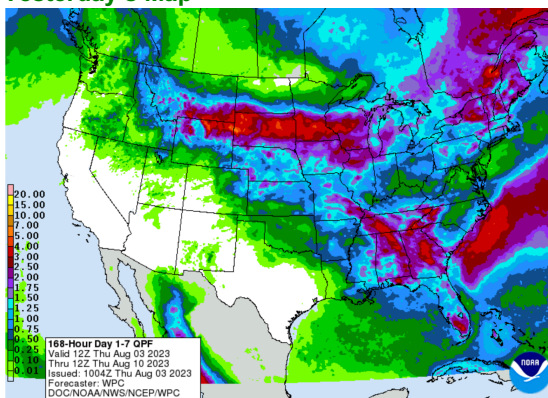 20.00
15.00
10.00
7.00
5.00
4.00
3.00
2.50
2.00
1.75
1.50
1.25
1.00
0.75
0.50
0.25
0.10
0.01
168-Hour Day 1-7 QPF
Valid 12Z Thu Aug 03 2023
Thru 12Z Thu Aug 10 2023
Issued: 1004Z Thu Aug 03 2023
Forecaster: WPC
DOC/NOAA/NWS/NCEP/WPC
NOAA